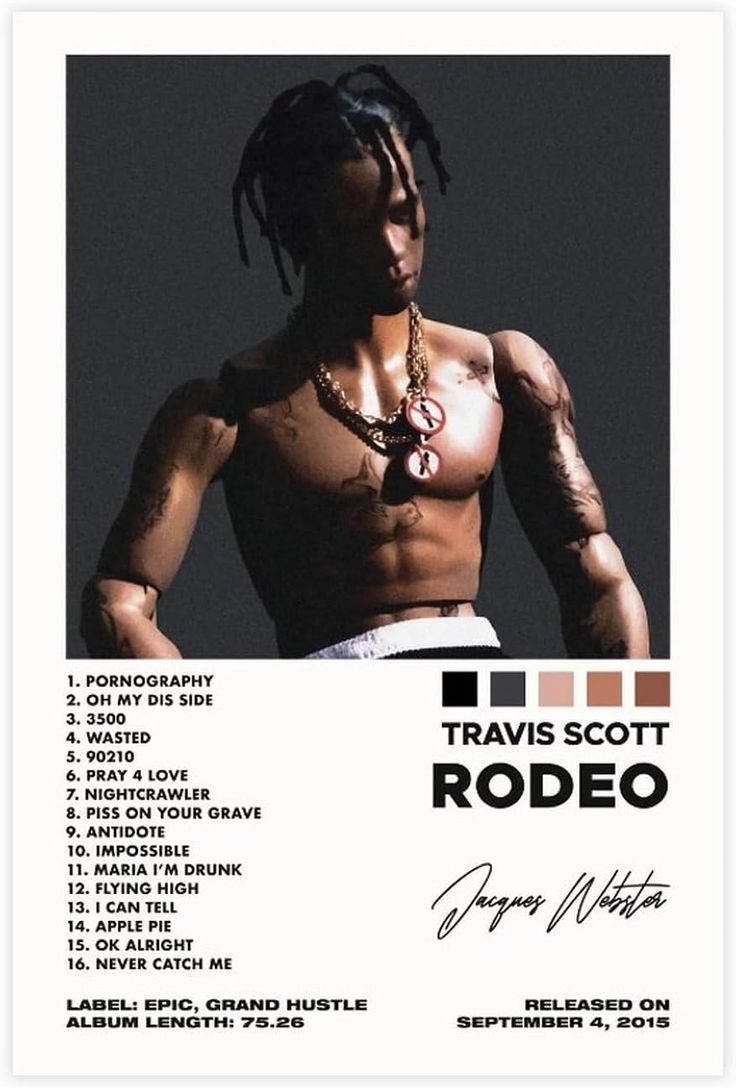 1. PORNOGRAPHY
2. OH MY DIS SIDE
3. 3500
4. WASTED
5. 90210
6. PRAY 4 LOVE
7. NIGHTCRAWLER
8. PISS ON YOUR GRAVE
9. ANTIDOTE
10. IMPOSSIBLE
11. MARIA I'M DRUNK
12. FLYING HIGH
13. I CAN TELL
14. APPLE PIE
15. OK ALRIGHT
16. NEVER CATCH ME
TRAVIS SCOTT
RODEO
Jacques Webster
LABEL: EPIC, GRAND HUSTLE
ALBUM LENGTH: 75.26
RELEASED ON
SEPTEMBER 4, 2015